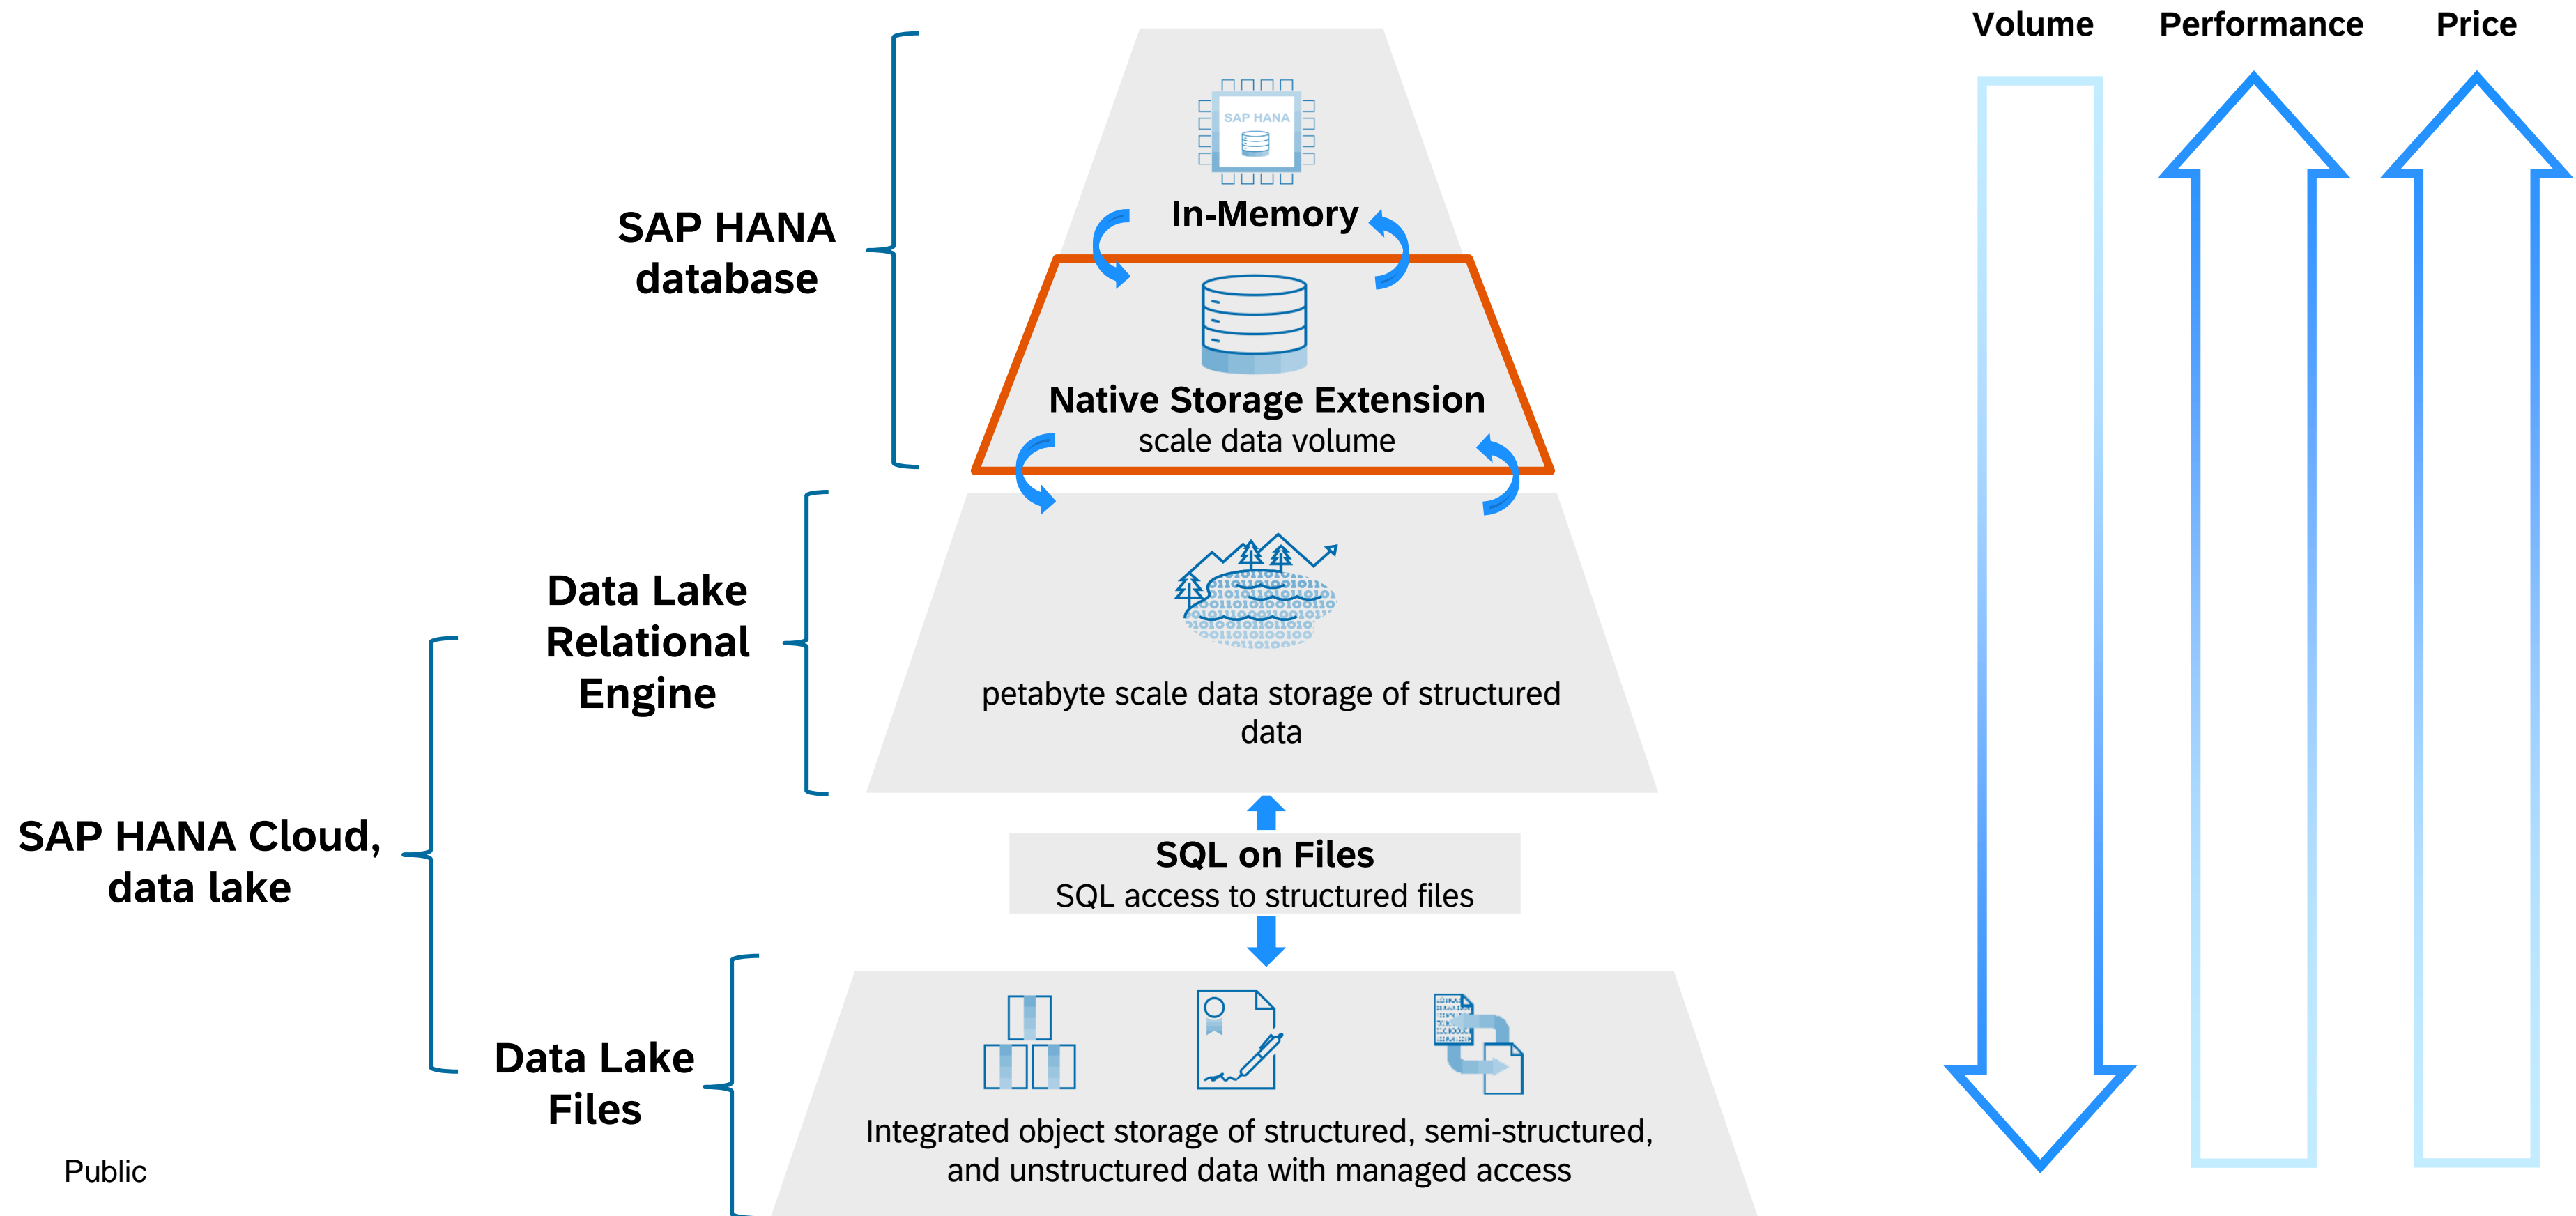 Volume Performance Price
SAP HANA
In-Memory
SAP HANA
database
Native Storage Extension
scale data volume
Data Lake
Relational
Engine
petabyte scale data storage of structured
data
SAP HANA Cloud,
data lake
SQL on Files
SQL access to structured files
Data Lake
Files
Integrated object storage of structured, semi-structured,
and unstructured data with managed access
Public